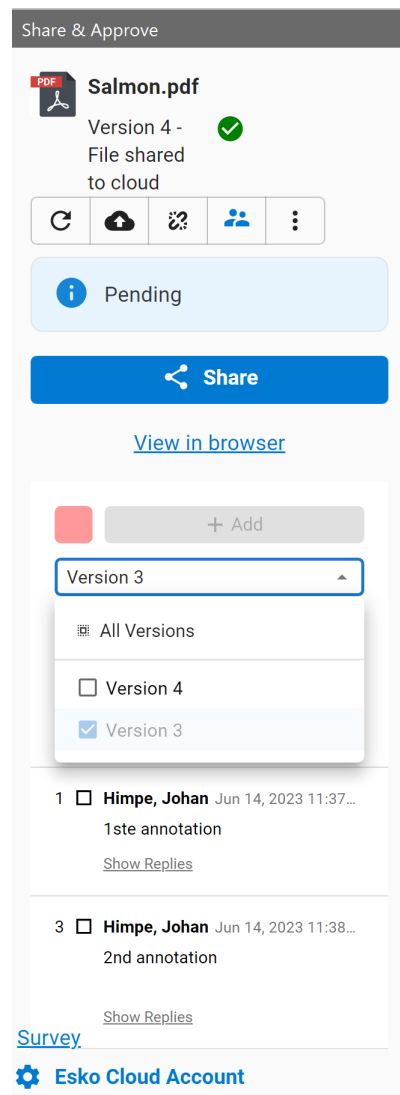 Share & Approve
PDF
Salmon.pdf
Version 4 -
File shared
to cloud
Pending
Share
View in browser
+ Add
Version 3
All Versions
Version 4
Version 3
1 Himpe, Johan Jun 14, 2023 11:37...
1ste annotation
Show Replies
3 Himpe, Johan Jun 14, 2023 11:38...
2nd annotation
Show Replies
Survey
Esko Cloud Account